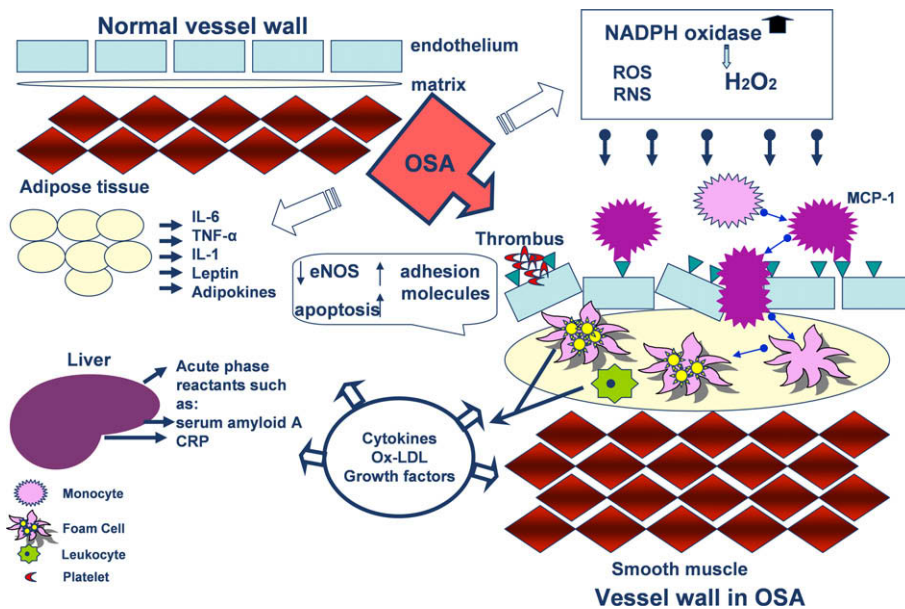 Normal vessel wall
endothelium
matrix
NADPH oxidase
ROS
RNS
H2O2
OSA
Adipose tissue
IL-6
TNF-α
IL-1
Leptin
Adipokines
MCP-1
Thrombus
eNOS
adhesion
molecules
apoptosis
Liver
Acute phase
reactants such
as:
serum amyloid A
CRP
Cytokines
Ox-LDL
Growth factors
Monocyte
Foam Cell
Leukocyte
Platelet
Smooth muscle
Vessel wall in OSA